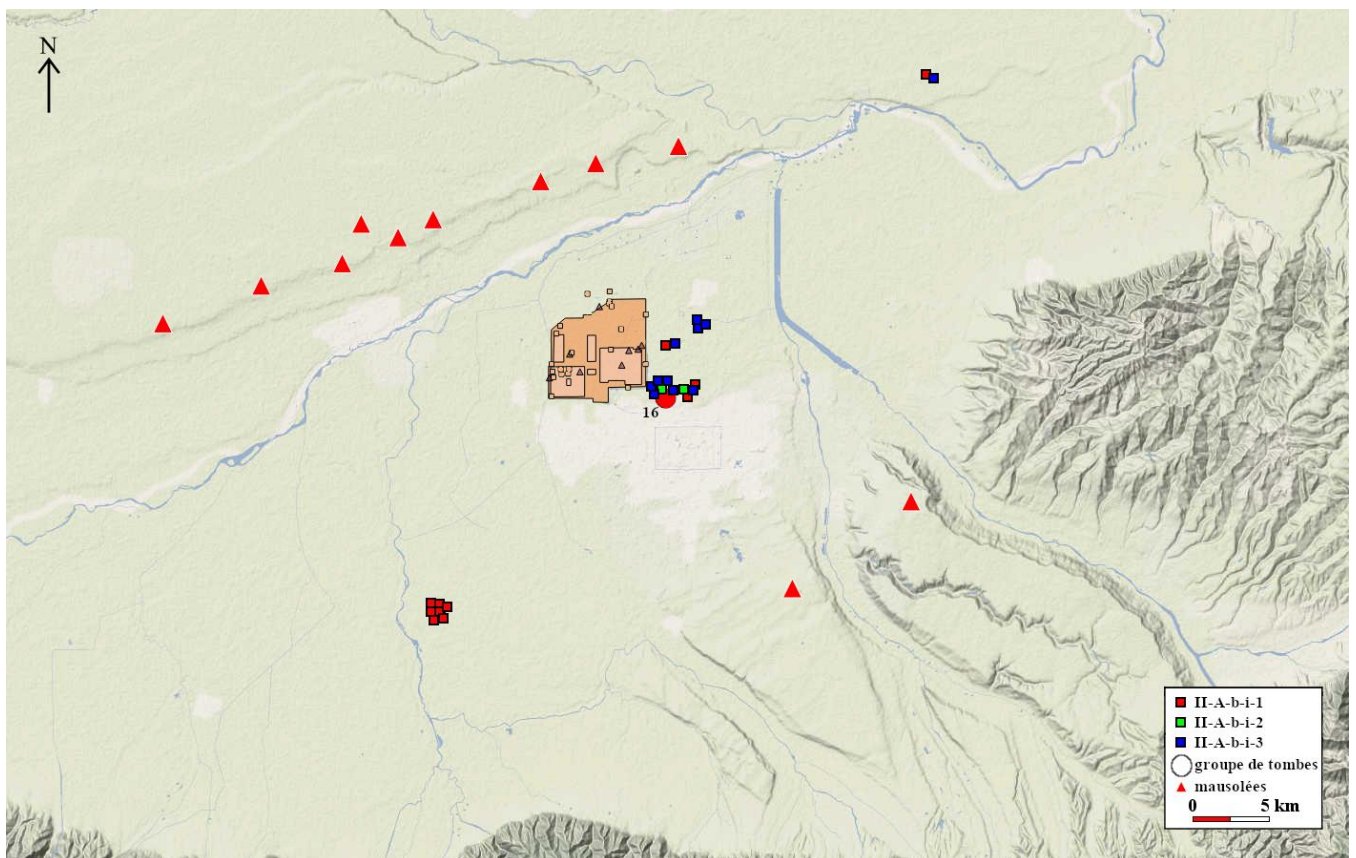 N
16
II-A-b-i-1
II-A-b-i-2
II-A-b-i-3
groupe de tombes
mausolées
0 5 km